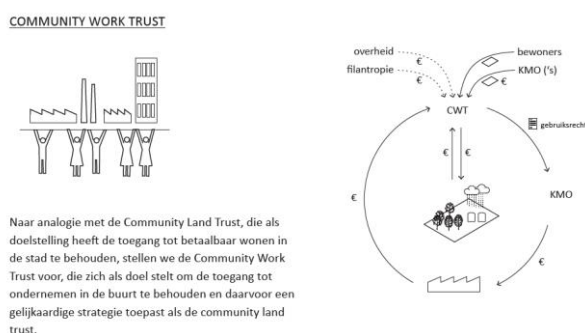 COMMUNITY WORK TRUST
Naar analogie met de Community Land Trust, die als
doelstelling heeft de toegang tot betaalbaar wonen in
de stad te behouden, stellen we de Community Work
Trust voor, die zich als doel stelt om de toegang tot
ondernemen in de buurt te behouden en daarvoor een
gelijkaardige strategie toepast als de community land
trust.
overheid
€
filantropie
€
bewoners
KMO ('s)
€
CWT
gebruiksrecht
€
€
€
KMO
€